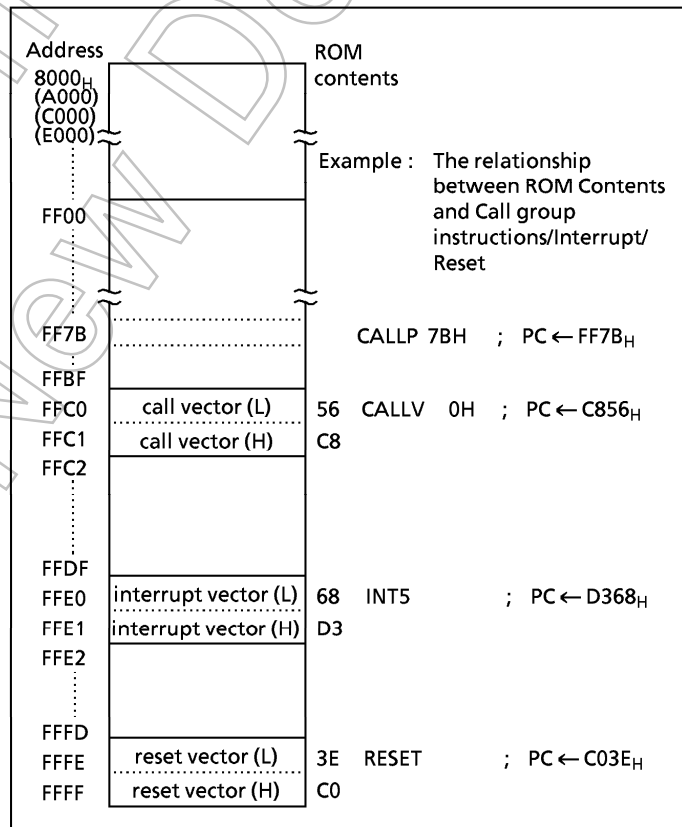 Address
ROM contents
8000H
(A000)
(C000)
(E000)
Example : The relationship
between ROM Contents
and Call group
instructions/Interrupt/
Reset
FF00
FF7B CALLP 7BH ; PC ← FF7BH
FFBF
FFC0 call vector (L) 56 CALLV 0H ; PC ← C856H
FFC1 call vector (H) C8
FFC2
FFDF
FFE0 interrupt vector (L) 68 INT5 ; PC ← D368H
FFE1 interrupt vector (H) D3
FFE2
FFFD
FFFE reset vector (L) 3E RESET ; PC ← C03EH
FFFF reset vector (H) C0